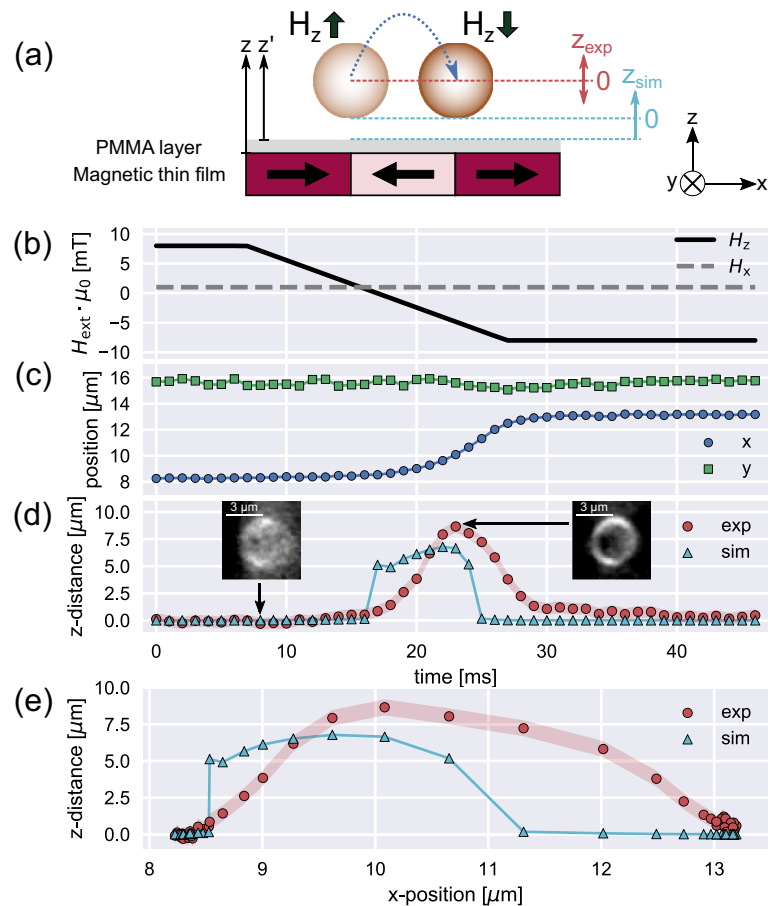 (a)
H_z
H_z
z z'
z_exp
0
z_sim
0
PMMA layer
Magnetic thin film
z
y
x
(b)
H_ext · μ_0 [mT]
10
5
0
−5
−10
H_z
H_x
(c)
position [μm]
16
14
12
10
8
x
y
(d)
z-distance [μm]
10.0
7.5
5.0
2.5
0.0
3 μm
3 μm
exp
sim
0 10 20 30 40
time [ms]
(e)
z-distance [μm]
10.0
7.5
5.0
2.5
0.0
exp
sim
8 9 10 11 12 13
x-position [μm]